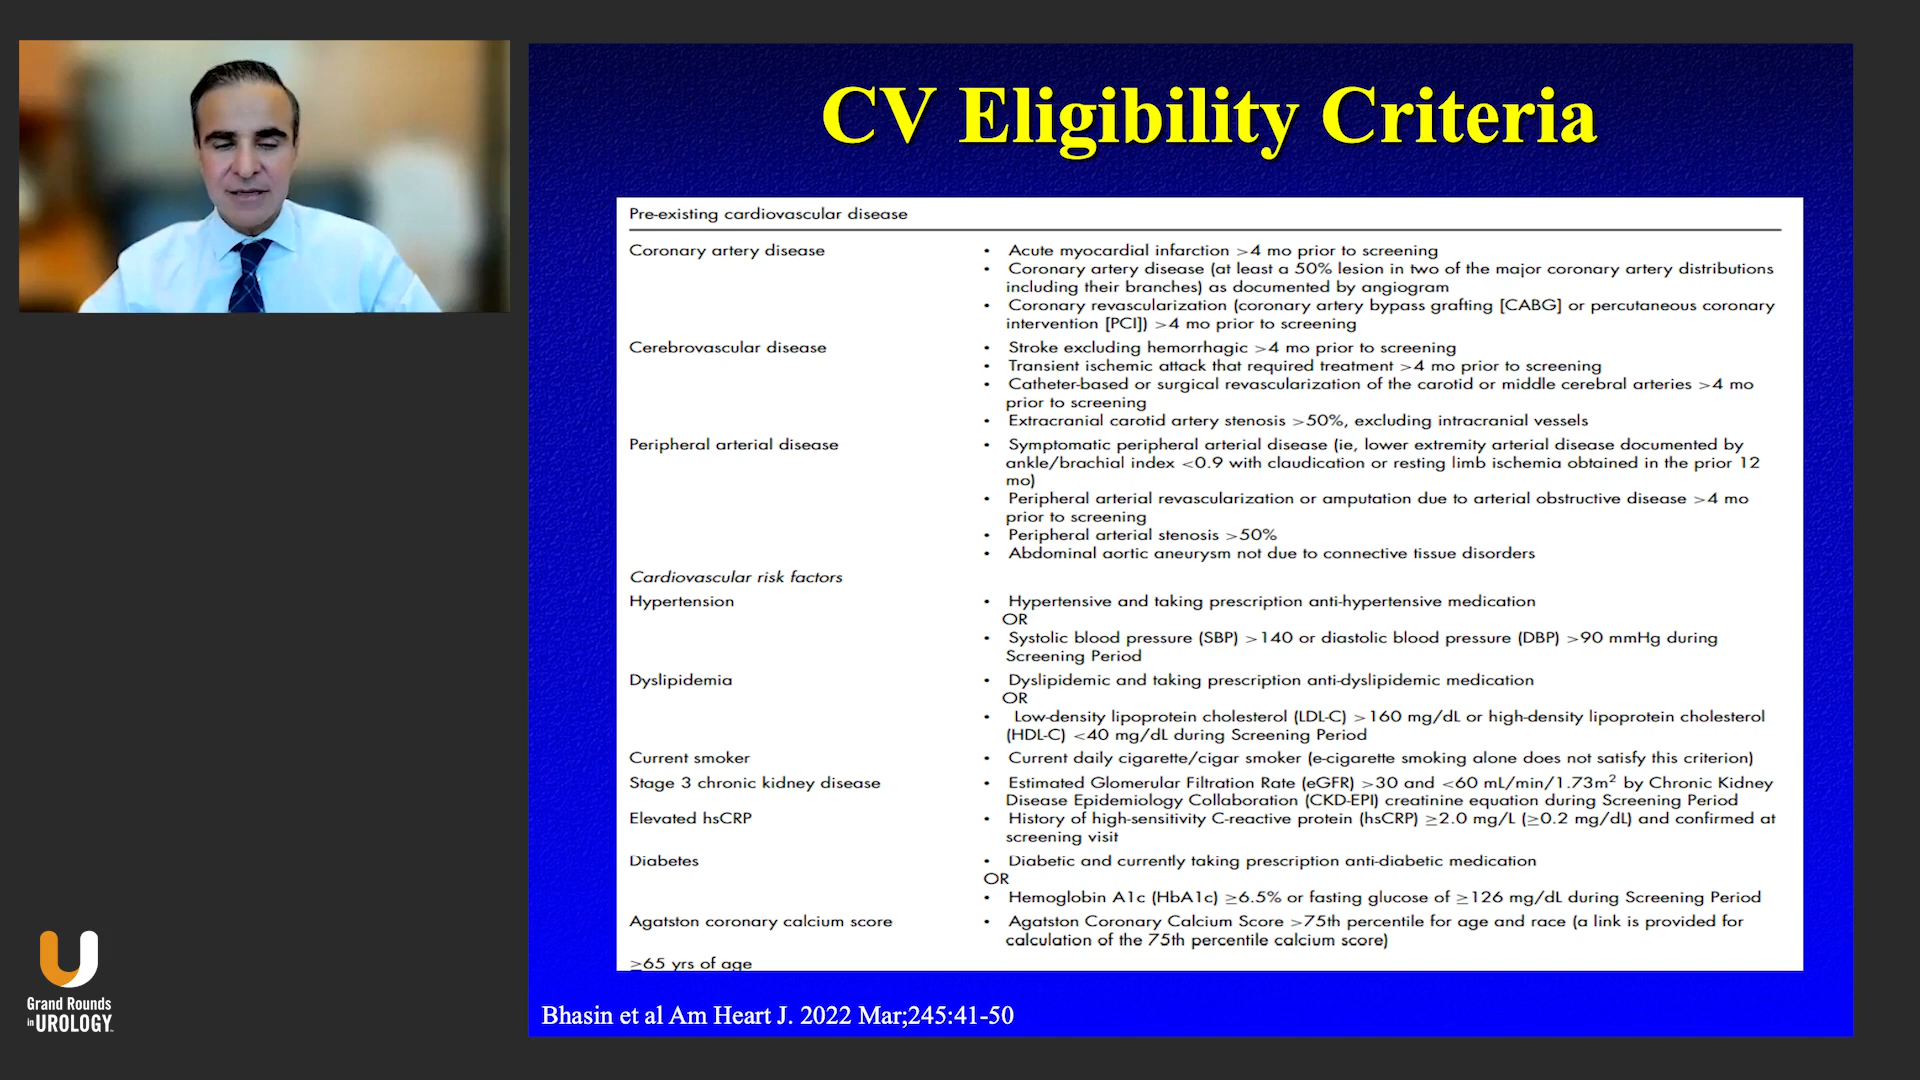 CV Eligibility Criteria
Pre-existing cardiovascular disease
Coronary artery disease
• Acute myocardial infarction >4 mo prior to screening
• Coronary artery disease (at least a 50% lesion in two of the major coronary artery distributions
including their branches) as documented by angiogram
• Coronary revascularization (coronary artery bypass grafting [CABG] or percutaneous coronary
intervention [PCI]) >4 mo prior to screening
Cerebrovascular disease
• Stroke excluding hemorrhagic >4 mo prior to screening
• Transient ischemic attack that required treatment >4 mo prior to screening
• Catheter-based or surgical revascularization of the carotid or middle cerebral arteries >4 mo
prior to screening
• Extracranial carotid artery stenosis >50%, excluding intracranial vessels
Peripheral arterial disease
• Symptomatic peripheral arterial disease (ie, lower extremity arterial disease documented by
ankle/brachial index <0.9 with claudication or resting limb ischemia obtained in the prior 12
mo)
• Peripheral arterial revascularization or amputation due to arterial obstructive disease >4 mo
prior to screening
• Peripheral arterial stenosis >50%
• Abdominal aortic aneurysm not due to connective tissue disorders
Cardiovascular risk factors
Hypertension
• Hypertensive and taking prescription anti-hypertensive medication
OR
• Systolic blood pressure (SBP) >140 or diastolic blood pressure (DBP) >90 mmHg during
Screening Period
Dyslipidemia
• Dyslipidemic and taking prescription anti-dyslipidemic medication
OR
• Low-density lipoprotein cholesterol (LDL-C) >160 mg/dL or high-density lipoprotein cholesterol
(HDL-C) <40 mg/dL during Screening Period
Current smoker
• Current daily cigarette/cigar smoker (e-cigarette smoking alone does not satisfy this criterion)
Stage 3 chronic kidney disease
• Estimated Glomerular Filtration Rate (eGFR) >30 and <60 mL/min/1.73m² by Chronic Kidney
Disease Epidemiology Collaboration (CKD-EPI) creatinine equation during Screening Period
Elevated hsCRP
• History of high-sensitivity C-reactive protein (hsCRP) ≥2.0 mg/L (≥0.2 mg/dL) and confirmed at
screening visit
Diabetes
• Diabetic and currently taking prescription anti-diabetic medication
OR
• Hemoglobin A1c (HbA1c) ≥6.5% or fasting glucose of ≥126 mg/dL during Screening Period
Agatston coronary calcium score
• Agatston Coronary Calcium Score >75th percentile for age and race (a link is provided for
calculation of the 75th percentile calcium score)
≥65 yrs of age
Bhasin et al Am Heart J. 2022 Mar;245:41-50
Grand Rounds
in UROLOGY